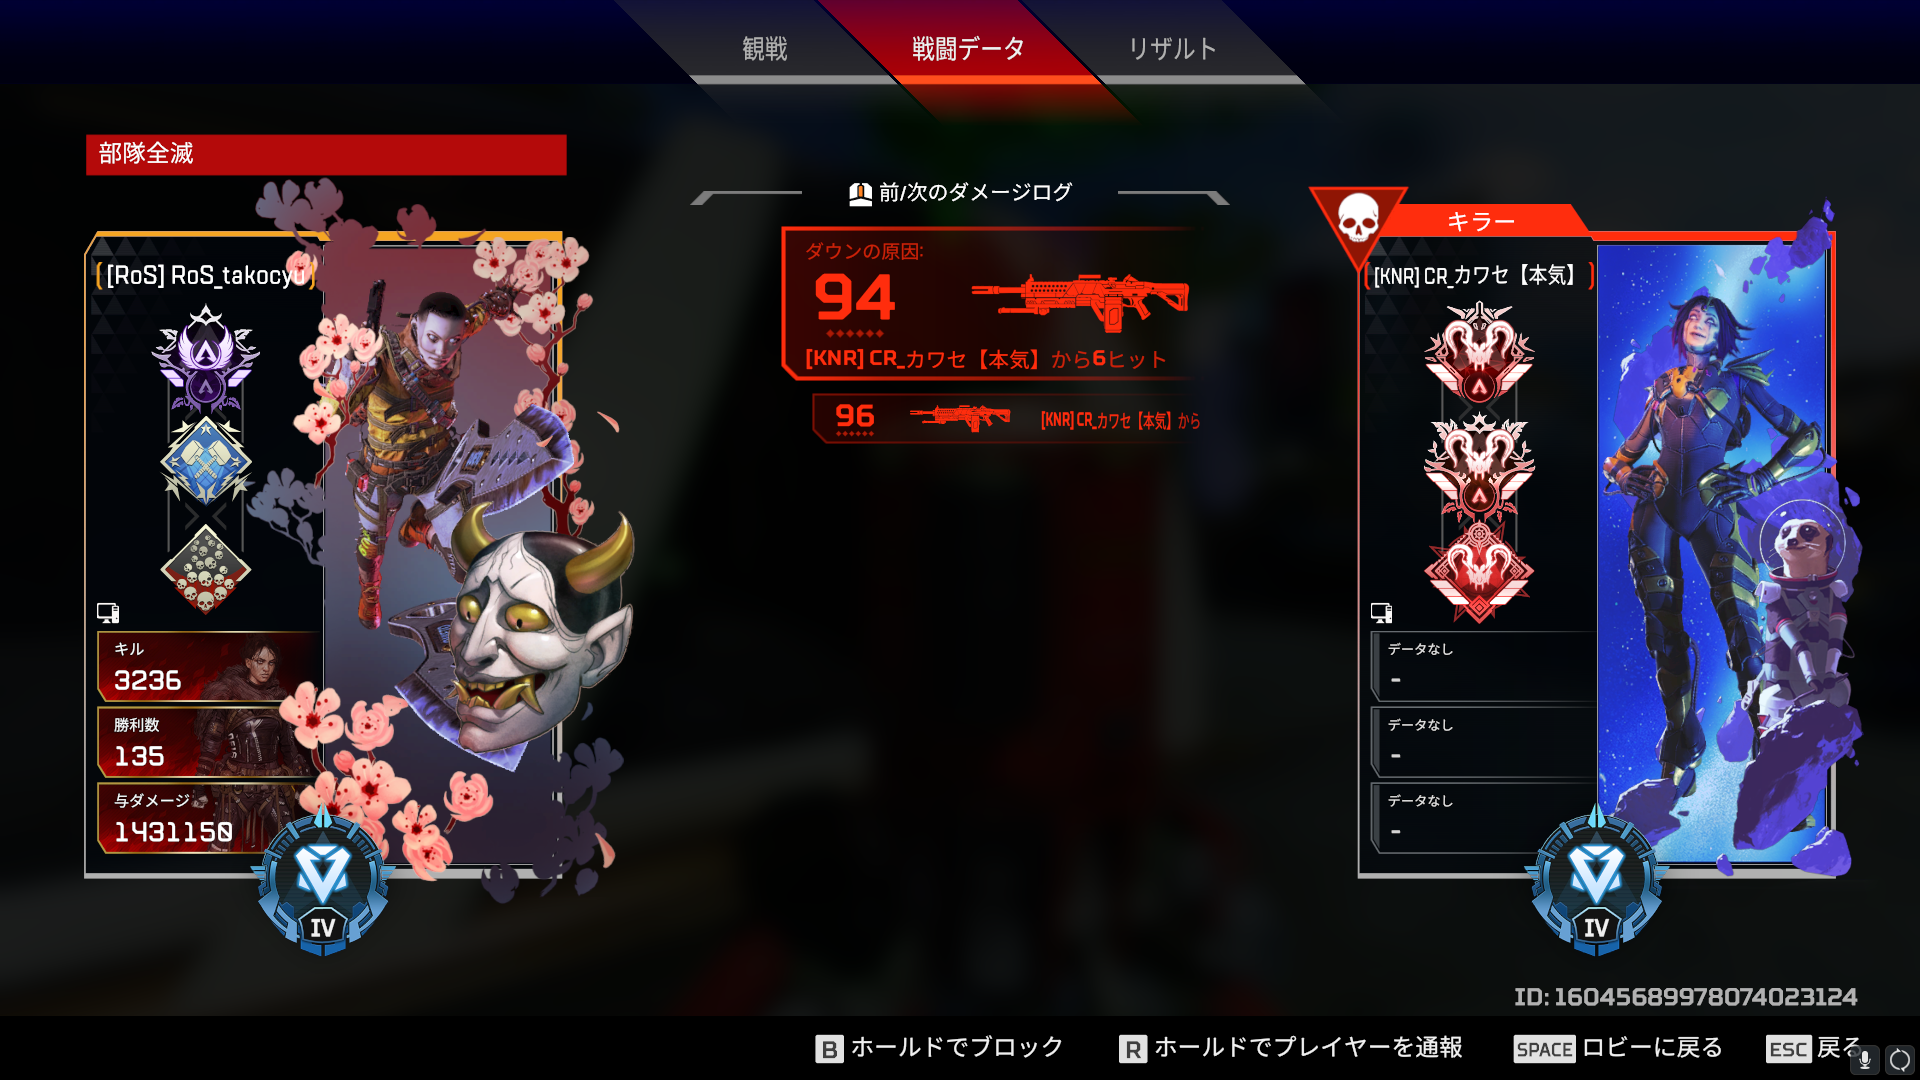 観戦
戦闘データ
リザルト
部隊全滅
前/次のダメージログ
キラー
[RoS] RoS_takocyu
キル
3236
勝利数
135
与ダメージ
1431150
IV
ダウンの原因:
94
[KNR] CR_カワセ【本気】から6ヒット
96
[KNR] CR_カワセ【本気】から
[KNR] CR_カワセ【本気】
データなし
-
データなし
-
データなし
-
IV
ID: 16045689978074023124
B ホールドでブロック
R ホールドでプレイヤーを通報
SPACE ロビーに戻る
ESC 戻る